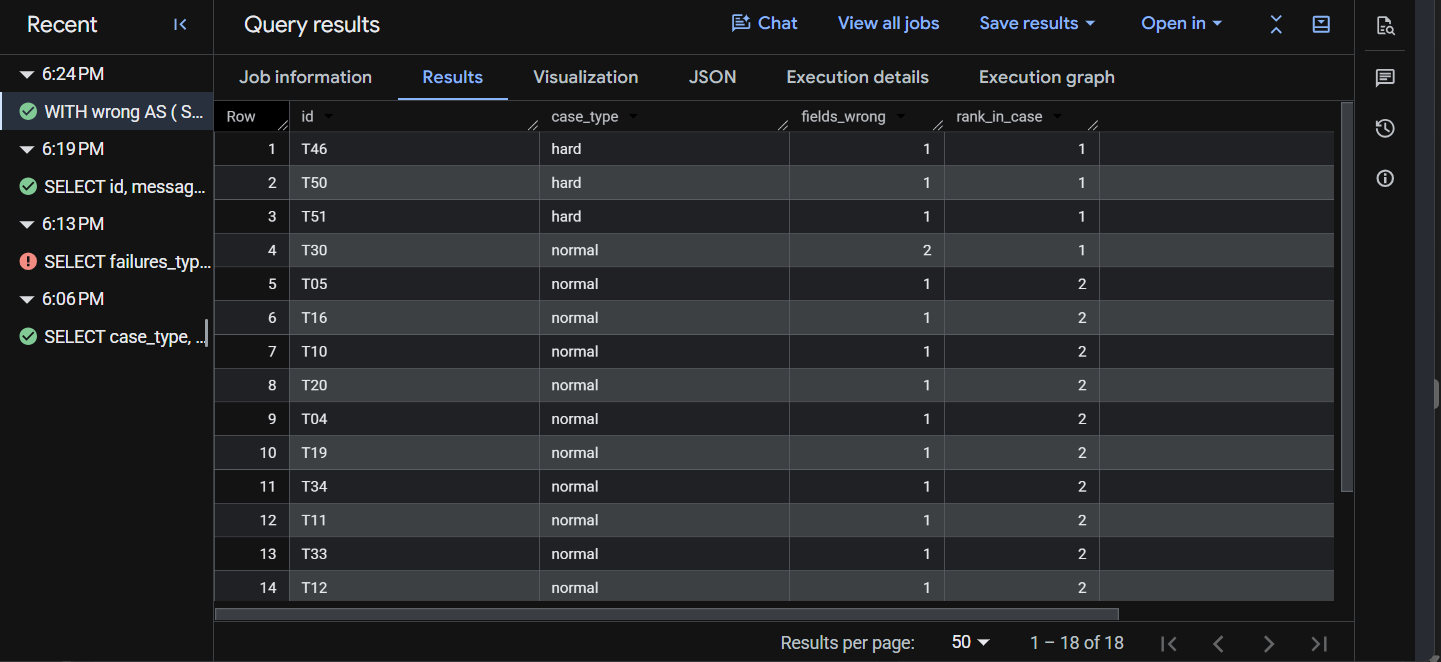 Recent
6:24 PM
WITH wrong AS ( S...
6:19 PM
SELECT id, messag...
6:13 PM
SELECT failures_typ...
6:06 PM
SELECT case_type, ...
Query results
Chat View all jobs Save results Open in
Job information Results Visualization JSON Execution details Execution graph
Row id case_type fields_wrong rank_in_case
1 T46 hard 1 1
2 T50 hard 1 1
3 T51 hard 1 1
4 T30 normal 2 1
5 T05 normal 1 2
6 T16 normal 1 2
7 T10 normal 1 2
8 T20 normal 1 2
9 T04 normal 1 2
10 T19 normal 1 2
11 T34 normal 1 2
12 T11 normal 1 2
13 T33 normal 1 2
14 T12 normal 1 2
Results per page: 50 1 – 18 of 18